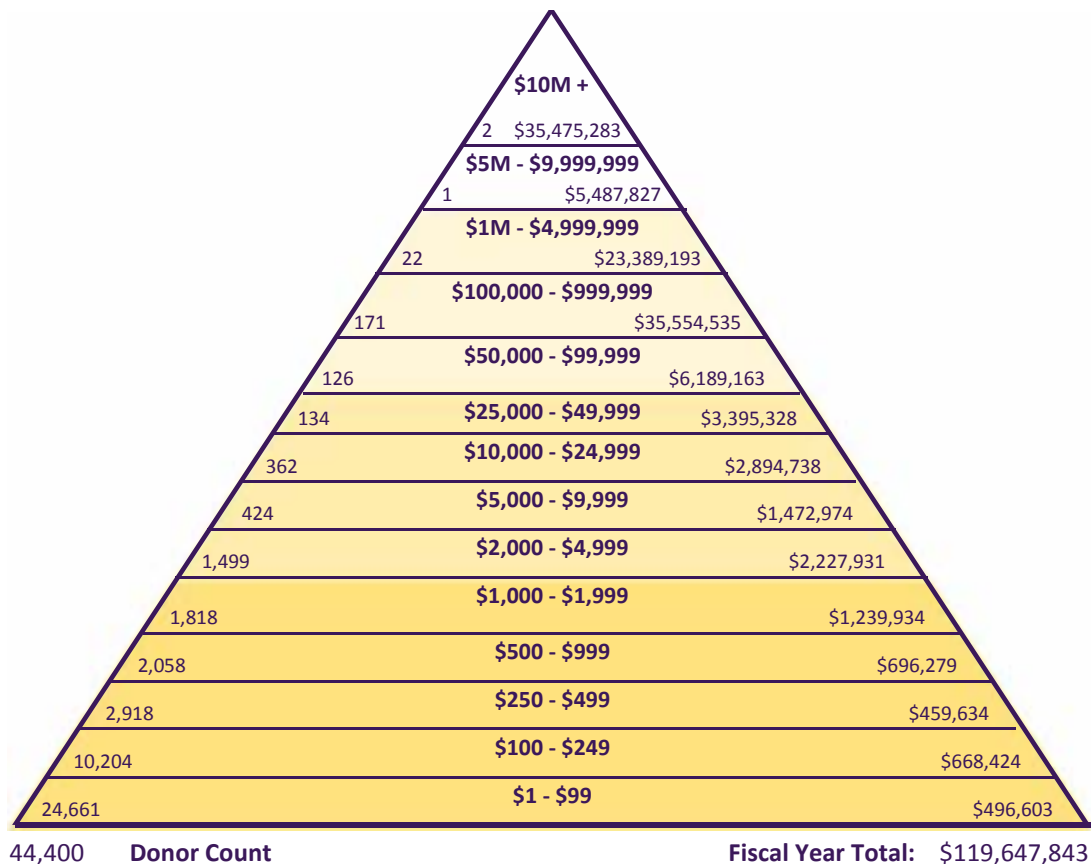 $10M +
2 $35,475,283
$5M - $9,999,999
1 $5,487,827
$1M - $4,999,999
22 $23,389,193
$100,000 - $999,999
171 $35,554,535
$50,000 - $99,999
126 $6,189,163
$25,000 - $49,999
134 $3,395,328
$10,000 - $24,999
362 $2,894,738
$5,000 - $9,999
424 $1,472,974
$2,000 - $4,999
1,499 $2,227,931
$1,000 - $1,999
1,818 $1,239,934
$500 - $999
2,058 $696,279
$250 - $499
2,918 $459,634
$100 - $249
10,204 $668,424
$1 - $99
24,661 $496,603
44,400 Donor Count Fiscal Year Total: $119,647,843